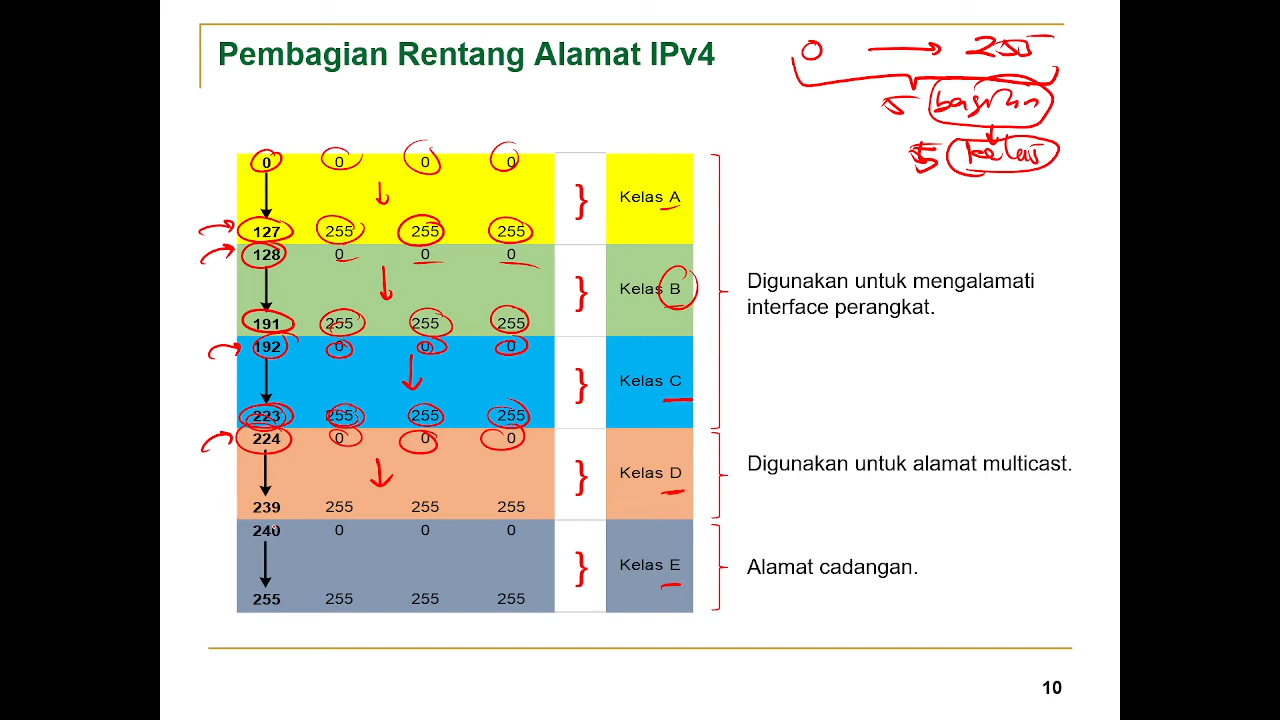 Pembagian Rentang Alamat IPv4
0 → 255
5 bagian
5 kelas
0 0 0 0
Kelas A
127 255 255 255
128 0 0 0
Kelas B
191 255 255 255
192 0 0 0
Kelas C
223 255 255 255
224 0 0 0
Kelas D
239 255 255 255
240 0 0 0
Kelas E
255 255 255 255
Digunakan untuk mengalamati
interface perangkat.
Digunakan untuk alamat multicast.
Alamat cadangan.
10